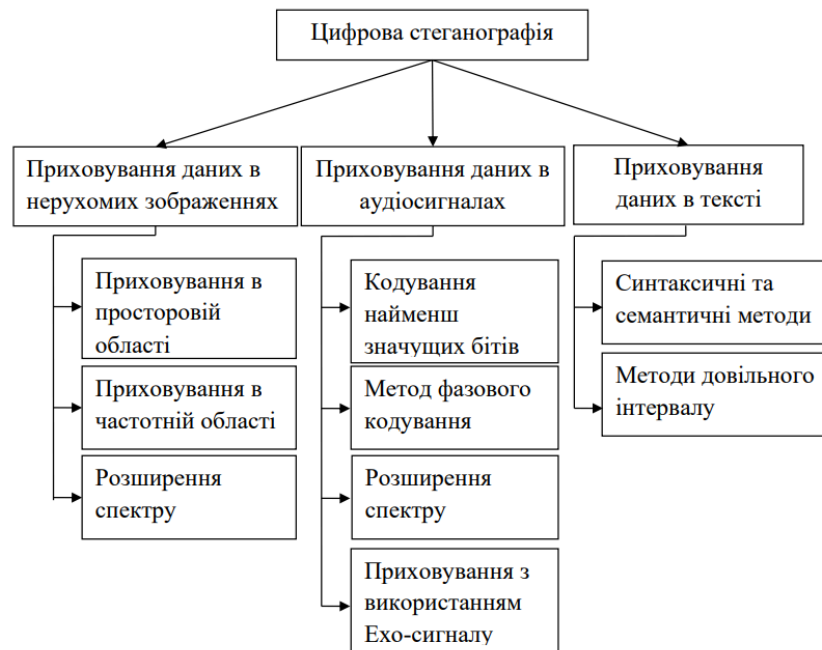 Цифрова стеганографія
Приховування даних в
нерухомих зображеннях
Приховування в
просторовій
області
Приховування в
частотній області
Розширення
спектру
Приховування даних в
аудіосигналах
Кодування
найменш
значущих бітів
Метод фазового
кодування
Розширення
спектру
Приховування з
використанням
Ехо-сигналу
Приховування
даних в тексті
Синтаксичні та
семантичні методи
Методи довільного
інтервалу